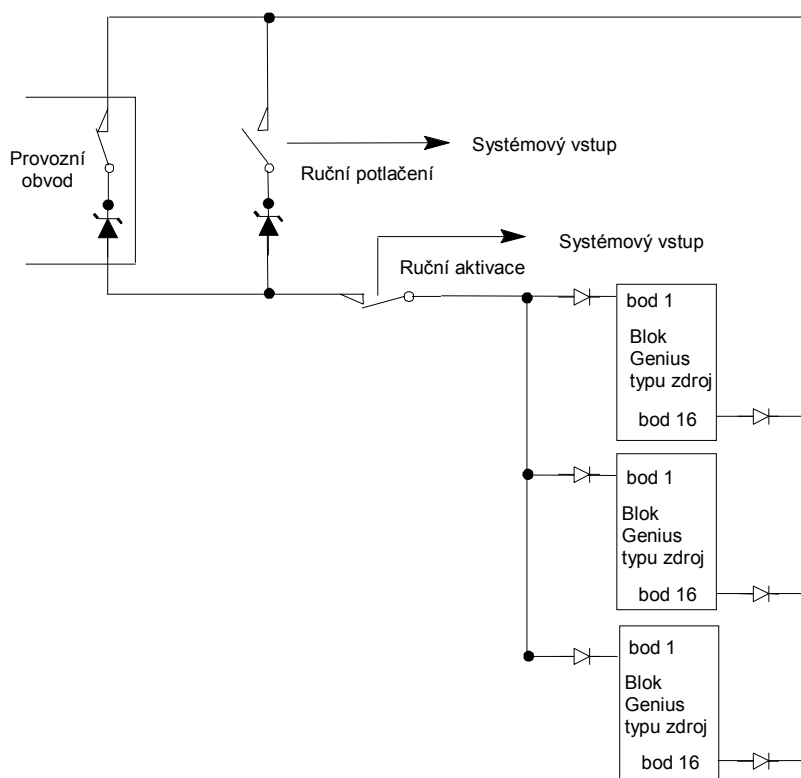 Provozní
obvod
Systémový vstup
Ruční potlačení
Systémový vstup
Ruční aktivace
bod 1
Blok
Genius
typu zdroj
bod 16
bod 1
Blok
Genius
typu zdroj
bod 16
bod 1
Blok
Genius
typu zdroj
bod 16